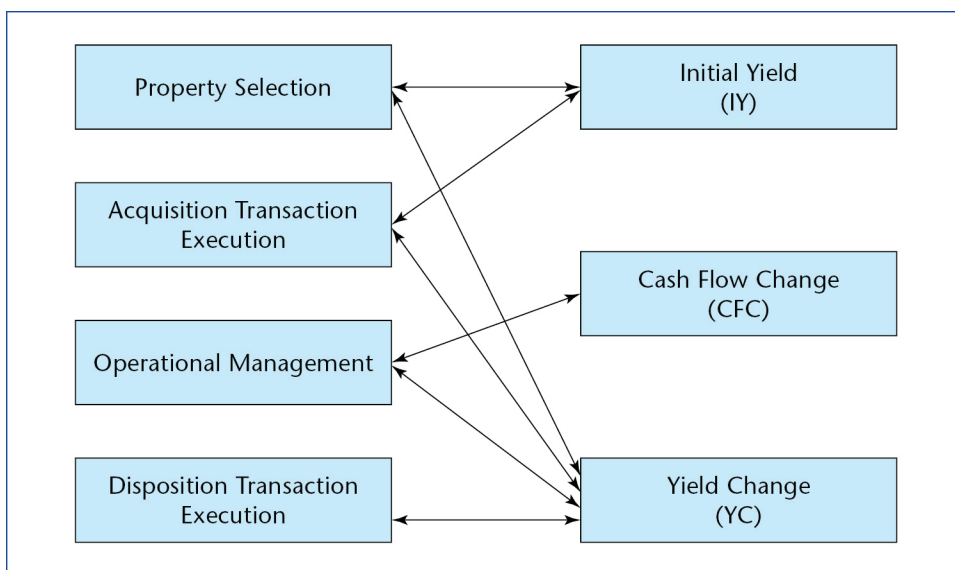 Property Selection
Initial Yield
(IY)
Acquisition Transaction
Execution
Cash Flow Change
(CFC)
Operational Management
Disposition Transaction
Execution
Yield Change
(YC)